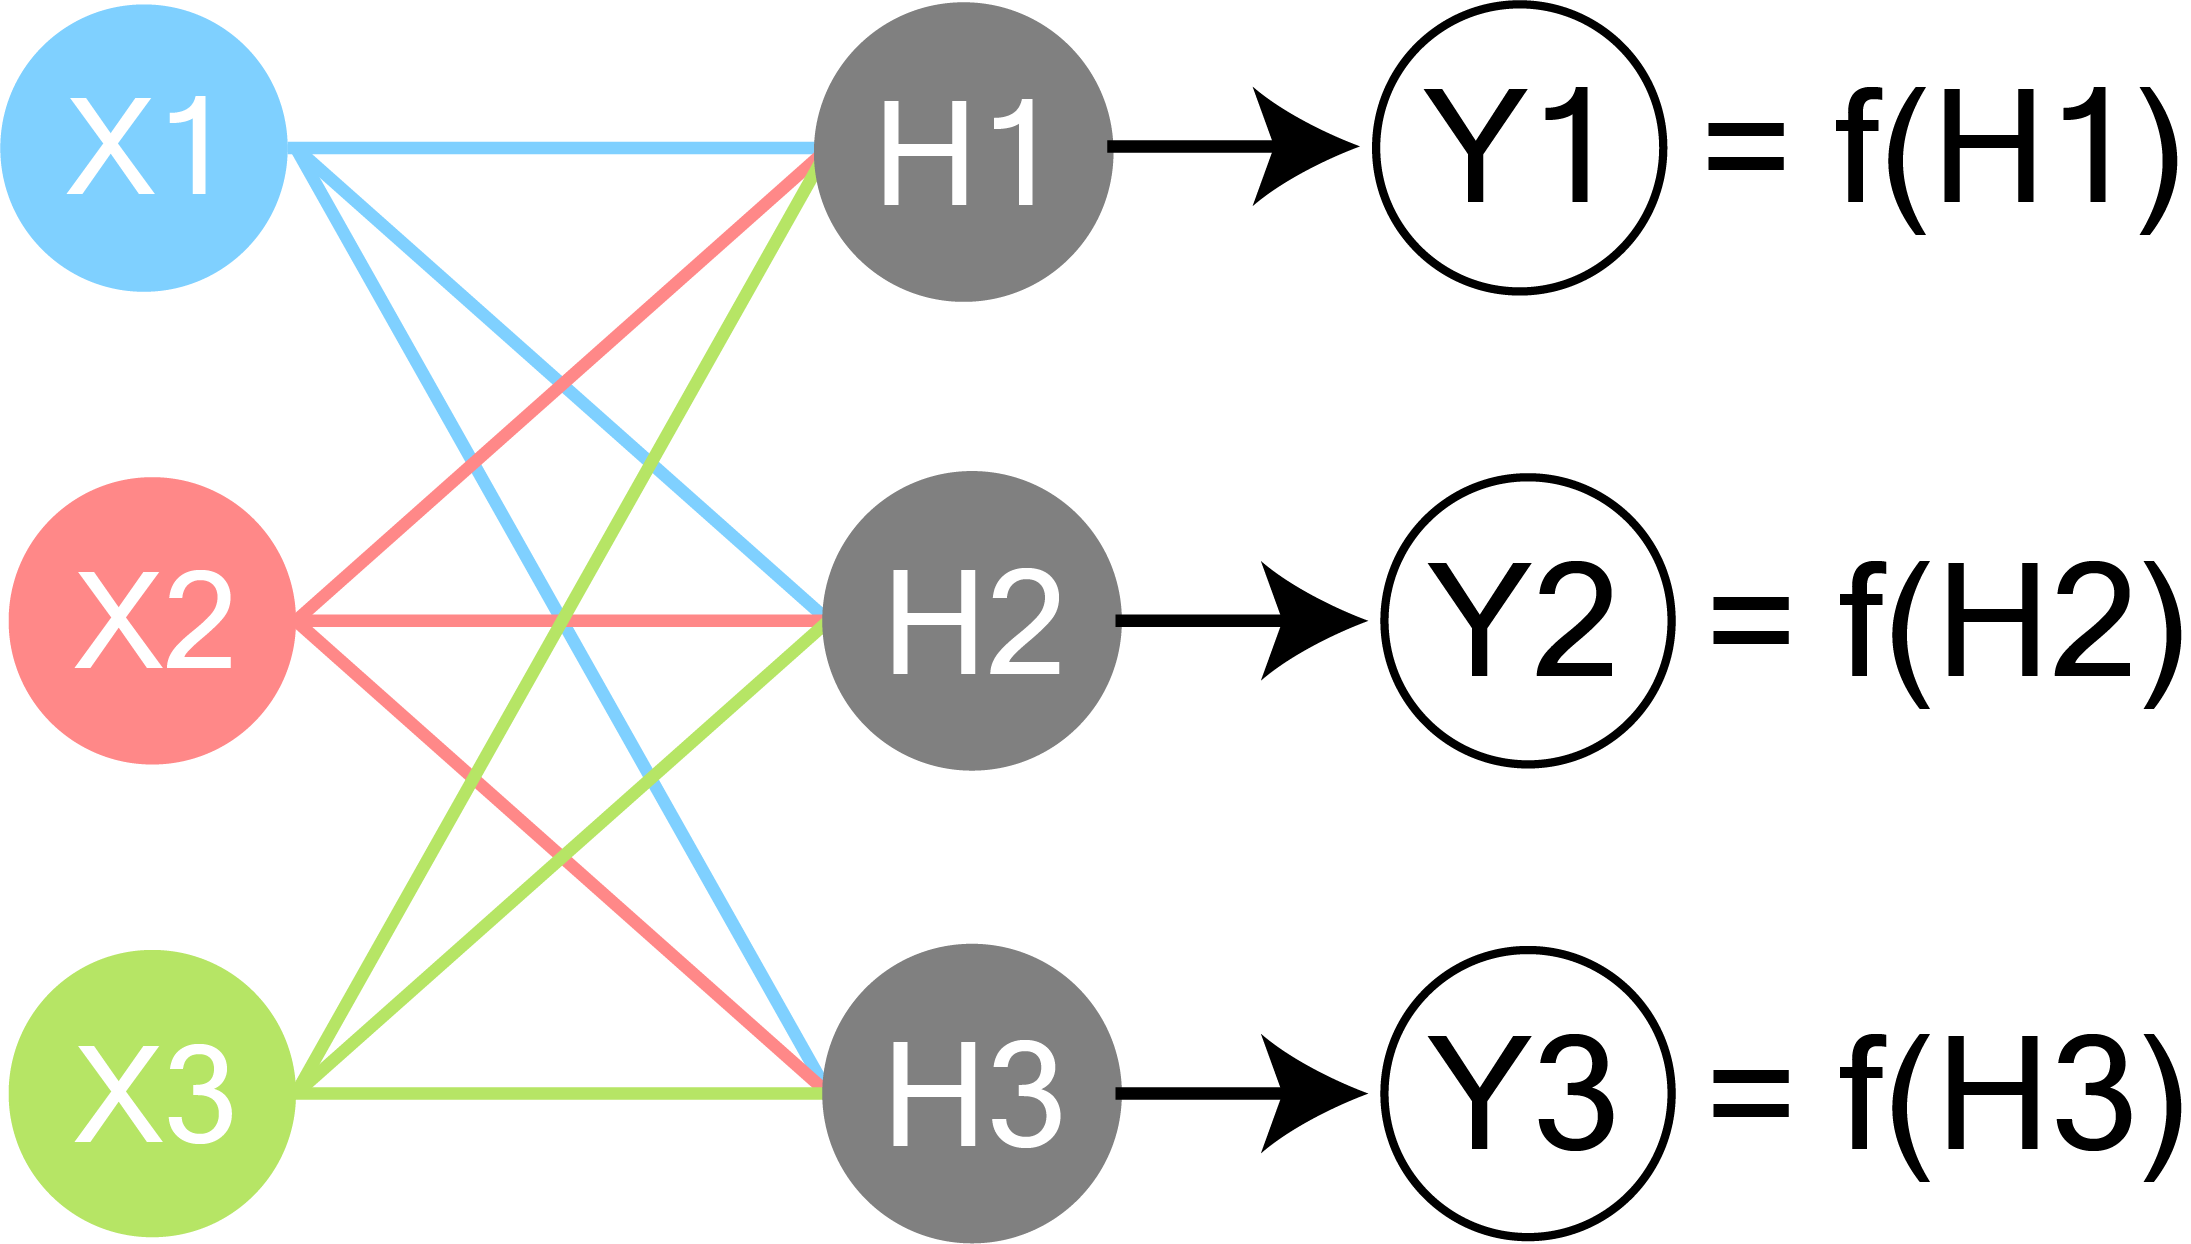 X1 H1 Y1 = f(H1)
X2 H2 Y2 = f(H2)
X3 H3 Y3 = f(H3)